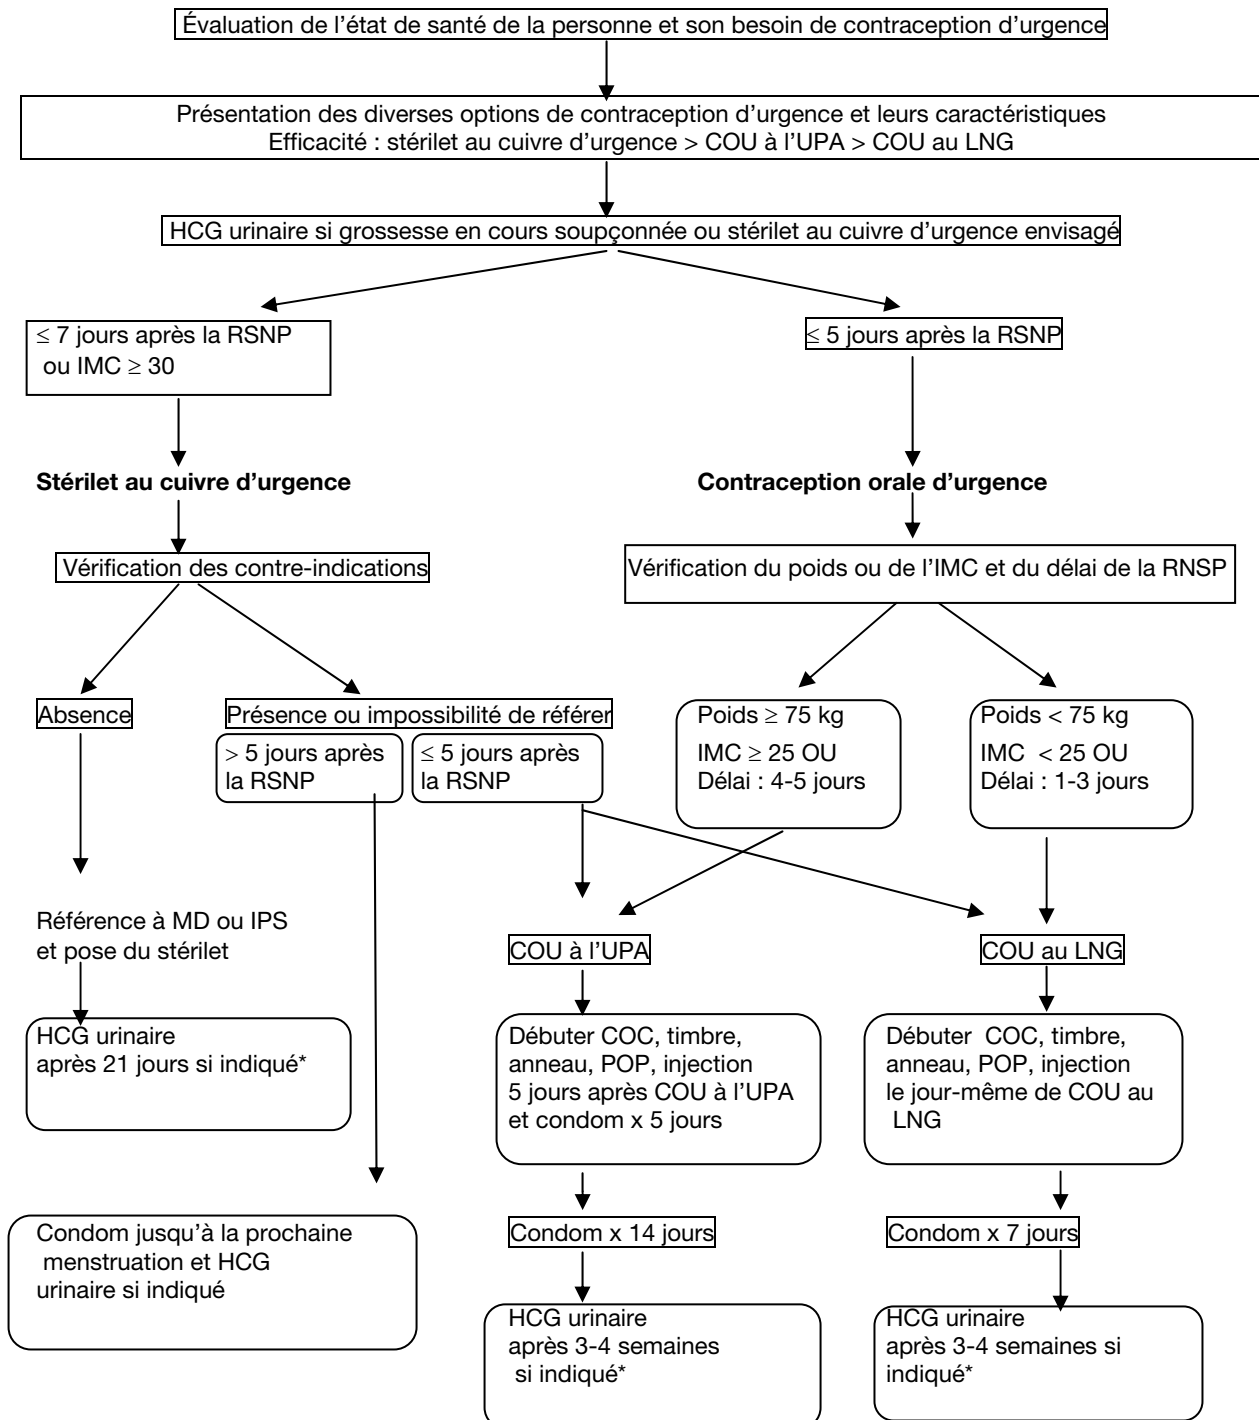 Évaluation de l’état de santé de la personne et son besoin de contraception d’urgence
Présentation des diverses options de contraception d’urgence et leurs caractéristiques
Efficacité : stérilet au cuivre d’urgence > COU à l’UPA > COU au LNG
HCG urinaire si grossesse en cours soupçonnée ou stérilet au cuivre d’urgence envisagé
≤ 7 jours après la RSNP
ou IMC ≥ 30
≤ 5 jours après la RSNP
Stérilet au cuivre d’urgence
Contraception orale d’urgence
Vérification des contre-indications
Vérification du poids ou de l’IMC et du délai de la RNSP
Absence
Présence ou impossibilité de référer
> 5 jours après
la RSNP
≤ 5 jours après
la RSNP
Poids ≥ 75 kg
IMC ≥ 25 OU
Délai : 4-5 jours
Poids < 75 kg
IMC < 25 OU
Délai : 1-3 jours
Référence à MD ou IPS
et pose du stérilet
COU à l’UPA
COU au LNG
HCG urinaire
après 21 jours si indiqué*
Débuter COC, timbre,
anneau, POP, injection
5 jours après COU à l’UPA
et condom x 5 jours
Débuter COC, timbre,
anneau, POP, injection
le jour-même de COU au
LNG
Condom jusqu’à la prochaine
menstruation et HCG
urinaire si indiqué
Condom x 14 jours
Condom x 7 jours
HCG urinaire
après 3-4 semaines
si indiqué*
HCG urinaire
après 3-4 semaines si
indiqué*